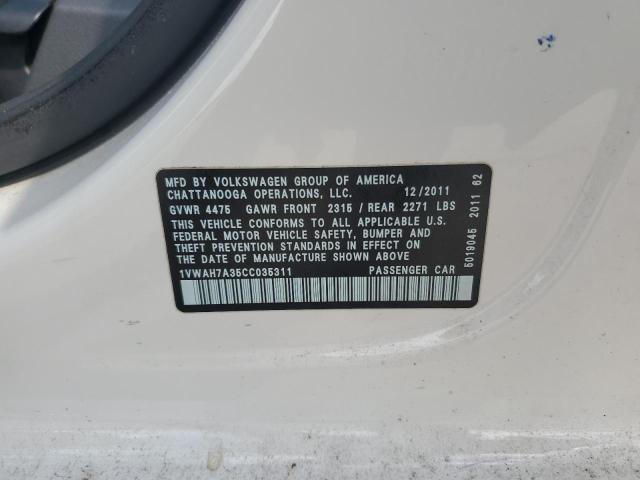 MFD BY VOLKSWAGEN GROUP OF AMERICA
CHATTANOOGA OPERATIONS, LLC. 12/2011
GVWR 4475 GAWR FRONT 2315 / REAR 2271 LBS
THIS VEHICLE CONFORMS TO ALL APPLICABLE U.S.
FEDERAL MOTOR VEHICLE SAFETY, BUMPER AND
THEFT PREVENTION STANDARDS IN EFFECT ON
THE DATE OF MANUFACTURE SHOWN ABOVE
1VWAH7A35CC035311 PASSENGER CAR
5019045 2011 62